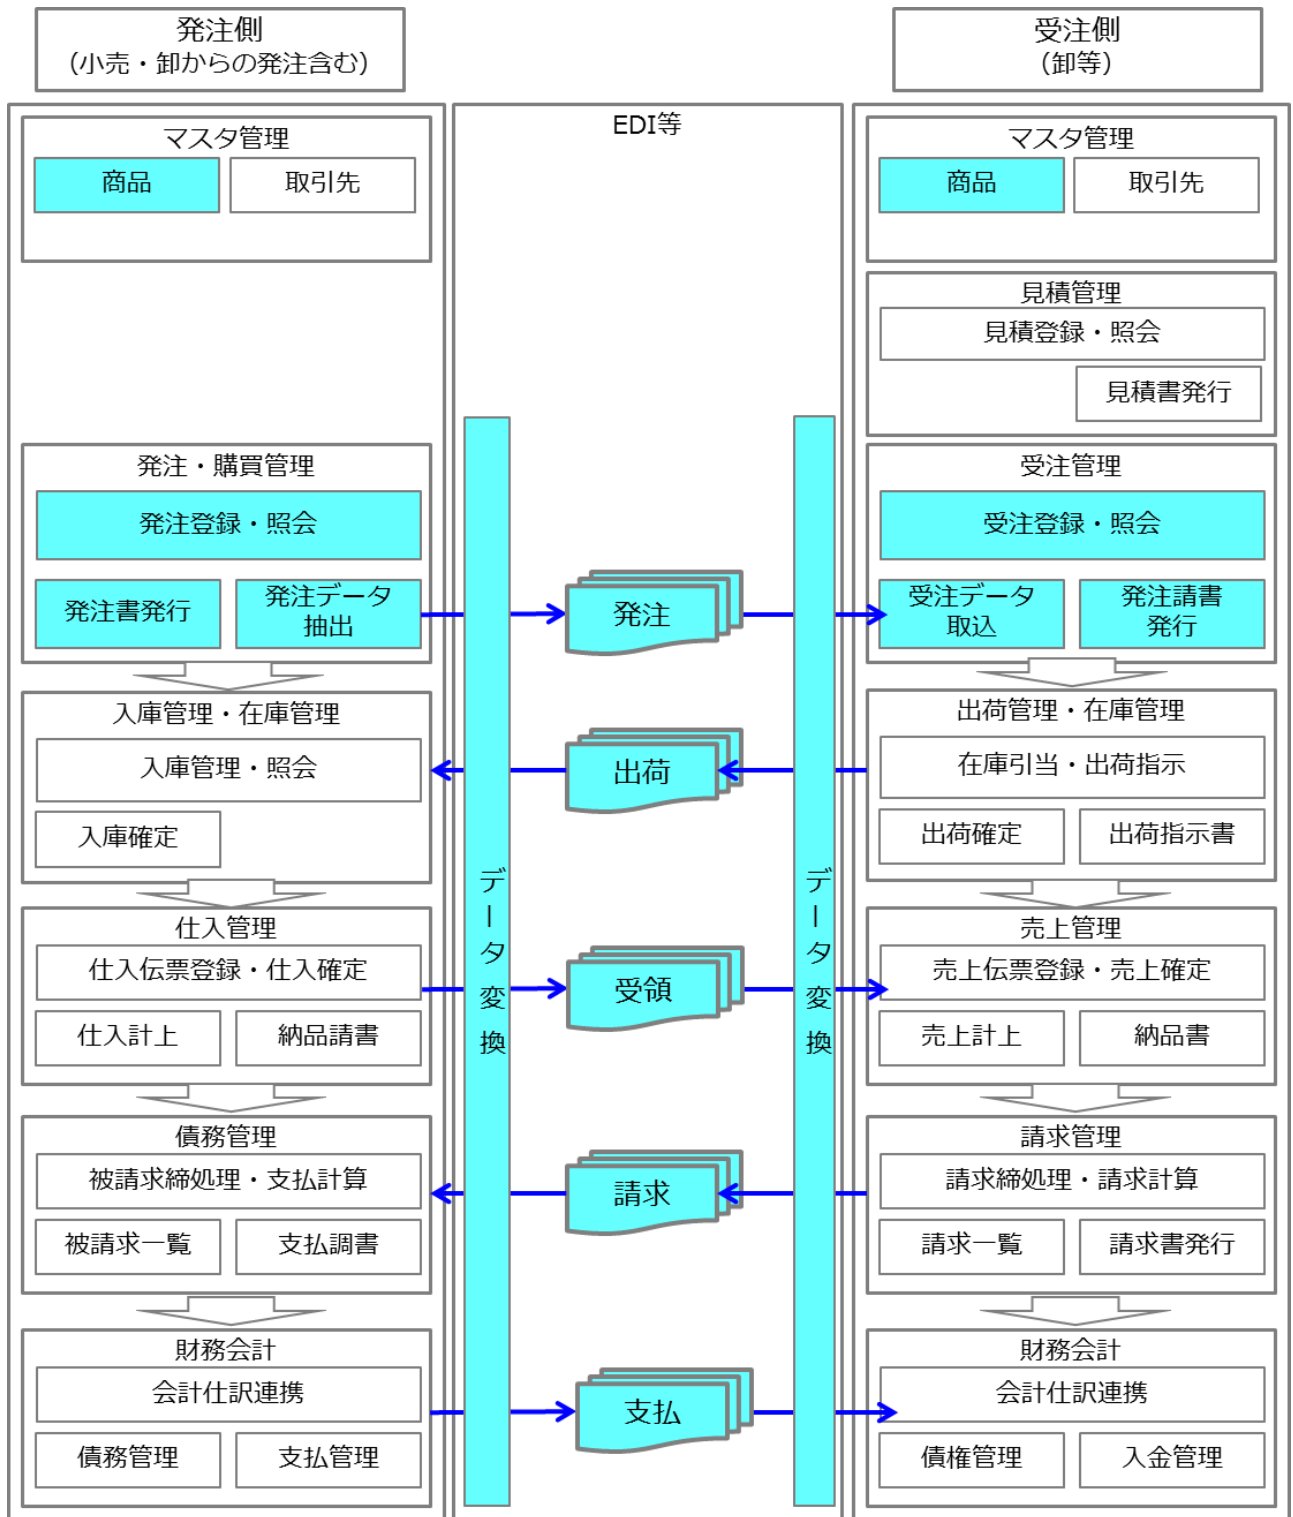 発注側
（小売・卸からの発注含む）
マスタ管理
商品
取引先
発注・購買管理
発注登録・照会
発注書発行
発注データ
抽出
入庫管理・在庫管理
入庫管理・照会
入庫確定
仕入管理
仕入伝票登録・仕入確定
仕入計上
納品請書
債務管理
被請求締処理・支払計算
被請求一覧
支払調書
財務会計
会計仕訳連携
債務管理
支払管理
EDI等
データ変換
発注
出荷
受領
請求
支払
データ変換
受注側
（卸等）
マスタ管理
商品
取引先
見積管理
見積登録・照会
見積書発行
受注管理
受注登録・照会
受注データ
取込
発注請書
発行
出荷管理・在庫管理
在庫引当・出荷指示
出荷確定
出荷指示書
売上管理
売上伝票登録・売上確定
売上計上
納品書
請求管理
請求締処理・請求計算
請求一覧
請求書発行
財務会計
会計仕訳連携
債権管理
入金管理